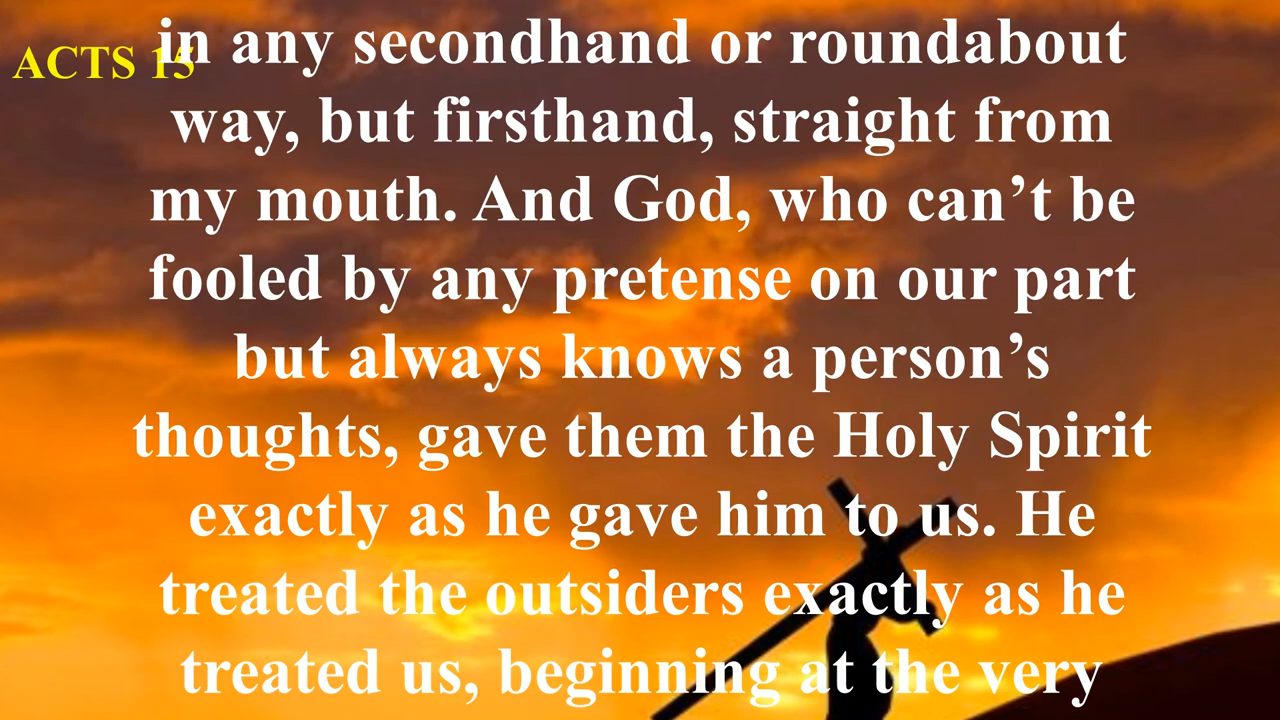 ACTS 15
in any secondhand or roundabout
way, but firsthand, straight from
my mouth. And God, who can’t be
fooled by any pretense on our part
but always knows a person’s
thoughts, gave them the Holy Spirit
exactly as he gave him to us. He
treated the outsiders exactly as he
treated us, beginning at the very